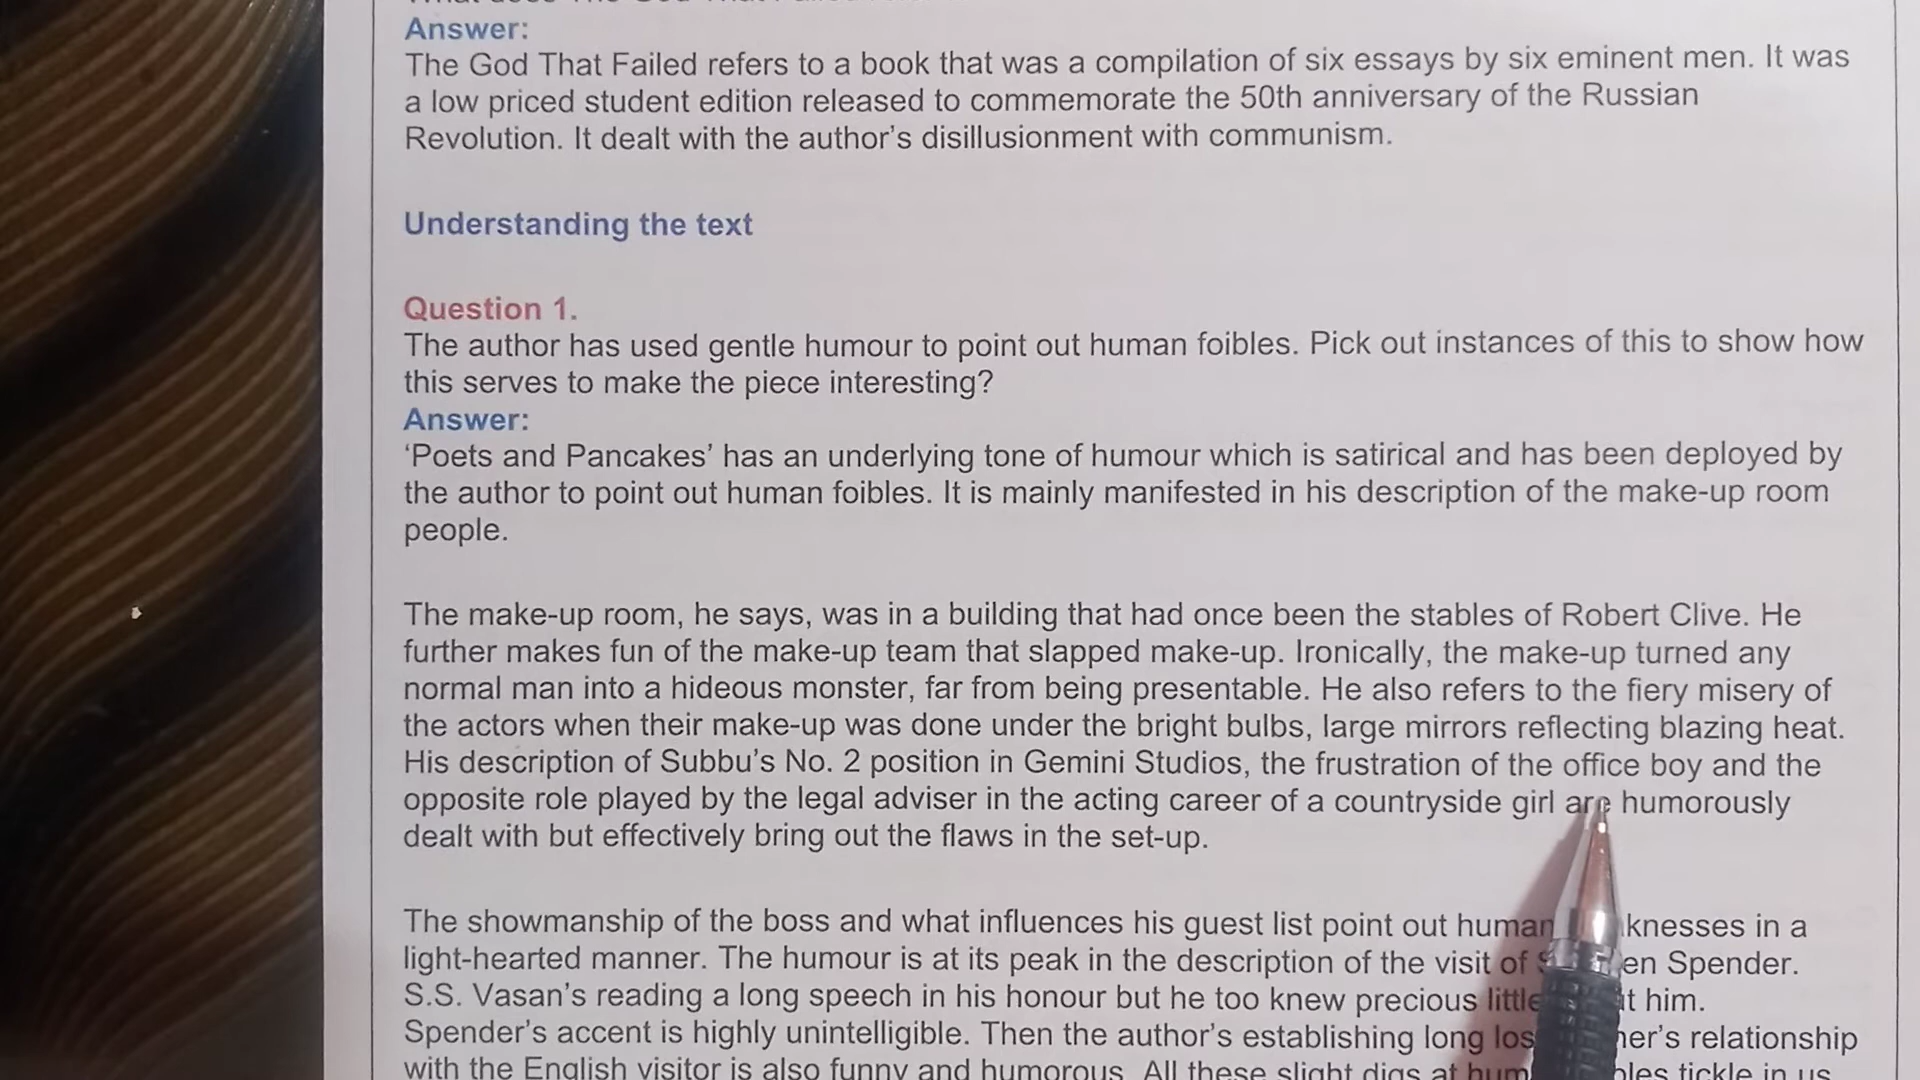 Answer:
The God That Failed refers to a book that was a compilation of six essays by six eminent men. It was
a low priced student edition released to commemorate the 50th anniversary of the Russian
Revolution. It dealt with the author's disillusionment with communism.
Understanding the text
Question 1.
The author has used gentle humour to point out human foibles. Pick out instances of this to show how
this serves to make the piece interesting?
Answer:
'Poets and Pancakes' has an underlying tone of humour which is satirical and has been deployed by
the author to point out human foibles. It is mainly manifested in his description of the make-up room
people.
The make-up room, he says, was in a building that had once been the stables of Robert Clive. He
further makes fun of the make-up team that slapped make-up. Ironically, the make-up turned any
normal man into a hideous monster, far from being presentable. He also refers to the fiery misery of
the actors when their make-up was done under the bright bulbs, large mirrors reflecting blazing heat.
His description of Subbu's No. 2 position in Gemini Studios, the frustration of the office boy and the
opposite role played by the legal adviser in the acting career of a countryside girl are humorously
dealt with but effectively bring out the flaws in the set-up.
The showmanship of the boss and what influences his guest list point out human knesses in a
light-hearted manner. The humour is at its peak in the description of the visit of en Spender.
S.S. Vasan's reading a long speech in his honour but he too knew precious little t him.
Spender's accent is highly unintelligible. Then the author's establishing long los her's relationship
with the English visitor is also funny and humorous. All these slight digs at hum bles tickle in us